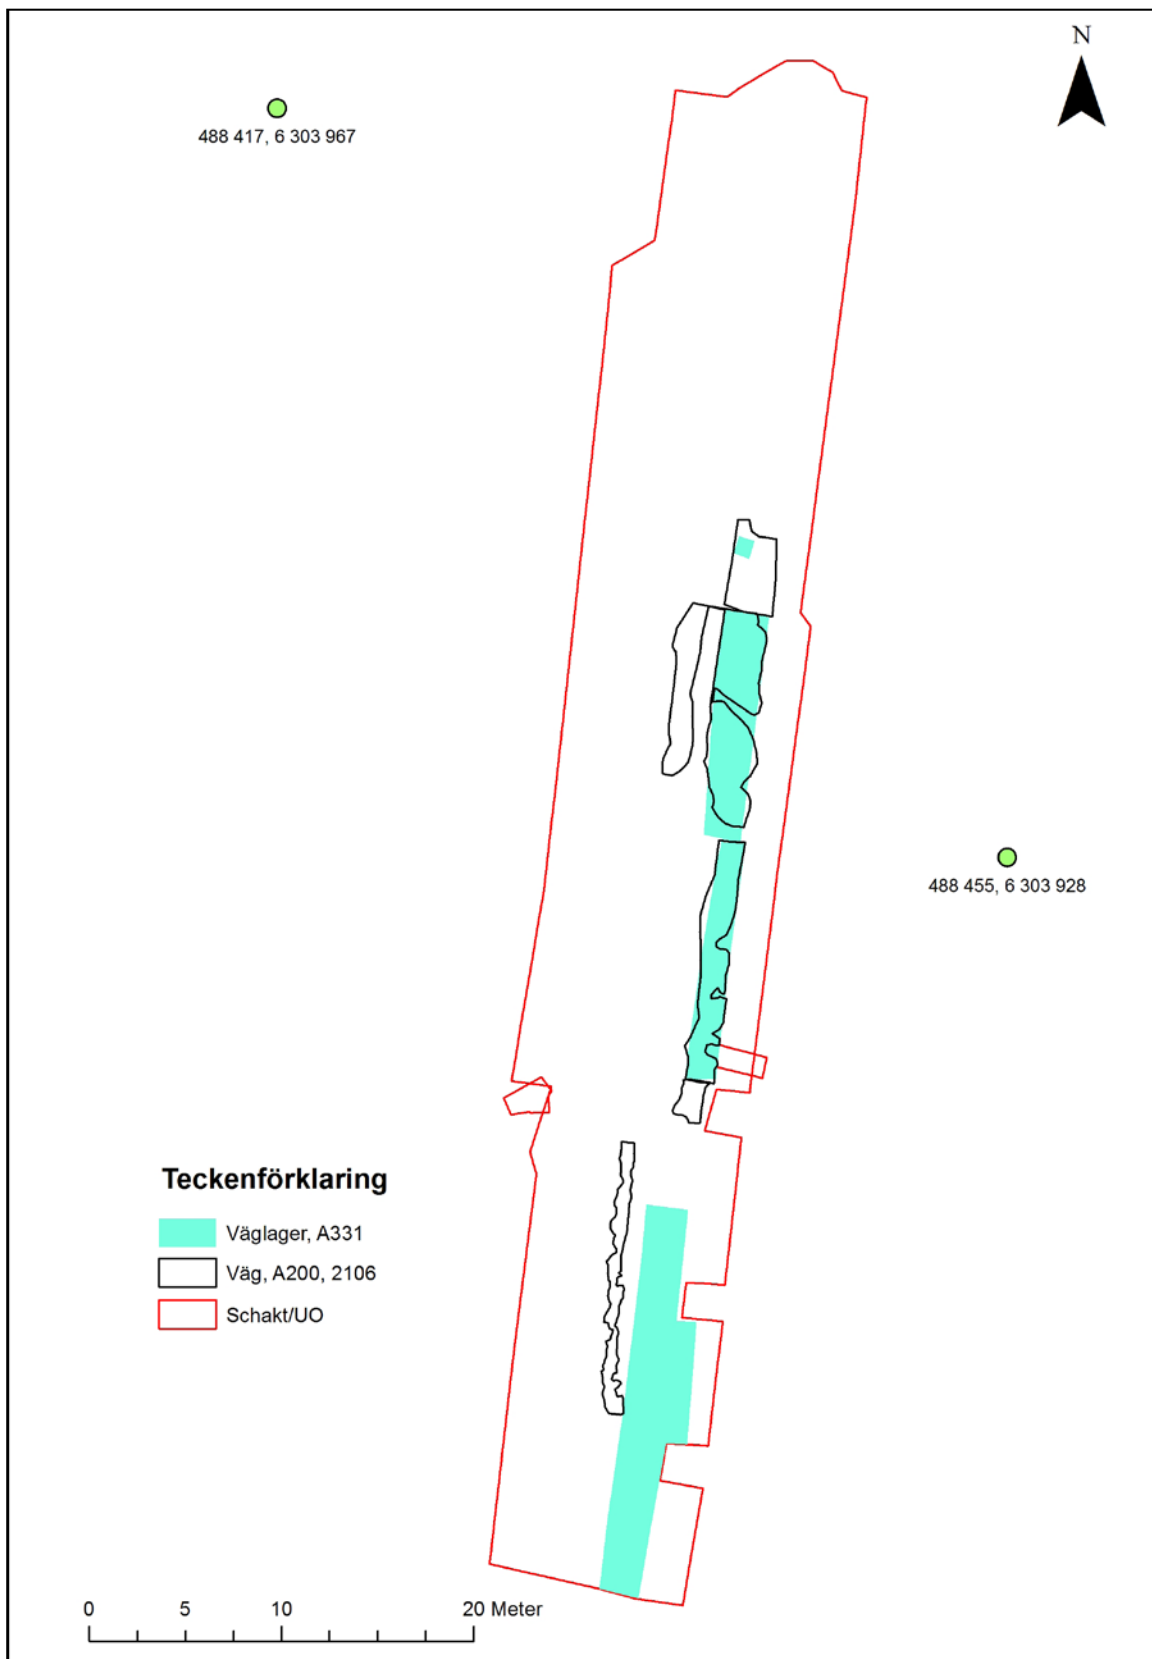 N
488 417, 6 303 967
488 455, 6 303 928
Teckenförklaring
Väglager, A331
Väg, A200, 2106
Schakt/UO
0 5 10 20 Meter